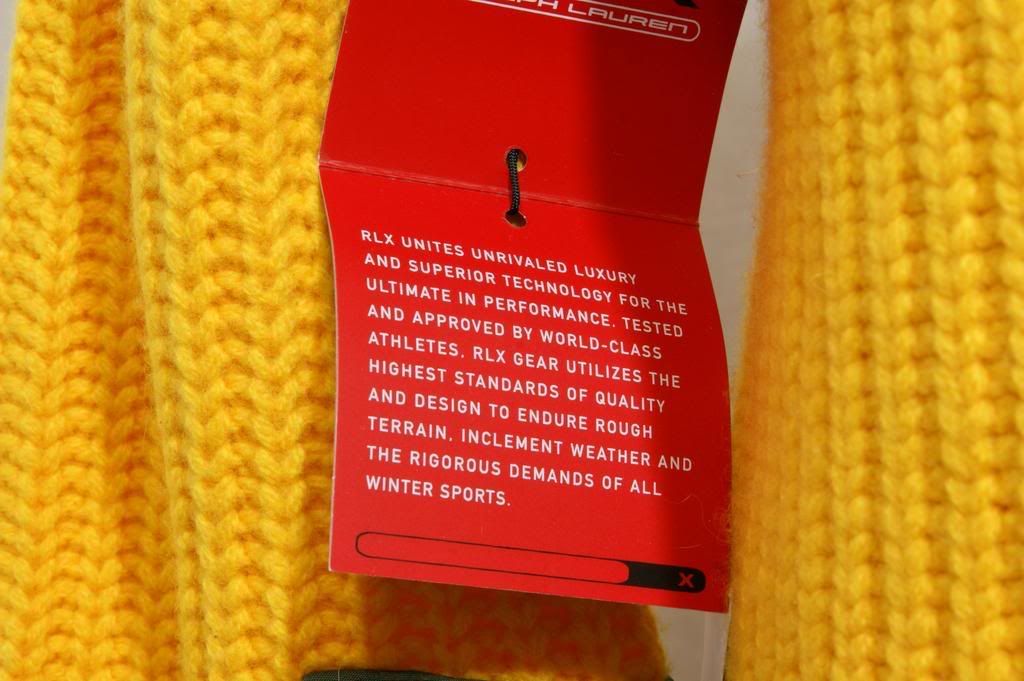 LAUREN
RLX UNITES UNRIVALED LUXURY
AND SUPERIOR TECHNOLOGY FOR THE
ULTIMATE IN PERFORMANCE. TESTED
AND APPROVED BY WORLD-CLASS
ATHLETES, RLX GEAR UTILIZES THE
HIGHEST STANDARDS OF QUALITY
AND DESIGN TO ENDURE ROUGH
TERRAIN, INCLEMENT WEATHER AND
THE RIGOROUS DEMANDS OF ALL
WINTER SPORTS.
X